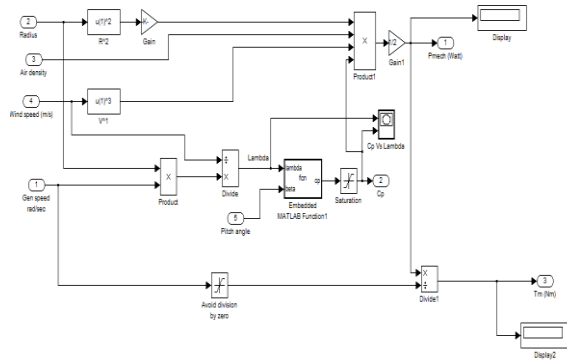 2
Radius
u(1)^2
R^2
-K-
Gain
3
Air density
4
Wind speed (m/s)
u(1)^3
V^1
X
Product1
1/2
Gain1
Display
1
Pmech (Watt)
Cp Vs Lambda
1
Gen speed
rad/sec
X
Product
÷
X
Divide
Lambda
lambda
fcn
cp
beta
Embedded
MATLAB Function1
Saturation
2
Cp
5
Pitch angle
Avoid division
by zero
X
÷
Divide1
3
Tm (Nm)
Display2